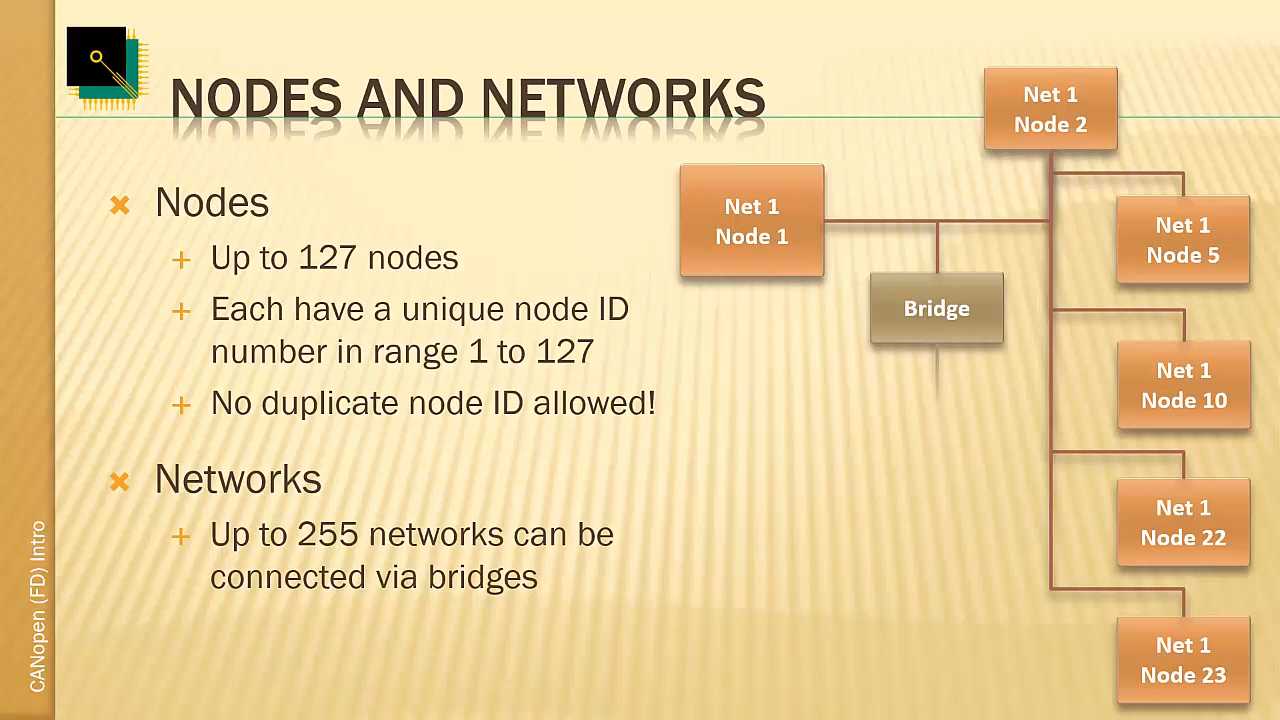 NODES AND NETWORKS
Nodes
Up to 127 nodes
Each have a unique node ID
number in range 1 to 127
No duplicate node ID allowed!
Networks
Up to 255 networks can be
connected via bridges
Net 1
Node 2
Net 1
Node 1
Net 1
Node 5
Bridge
Net 1
Node 10
Net 1
Node 22
Net 1
Node 23
CANopen (FD) Intro